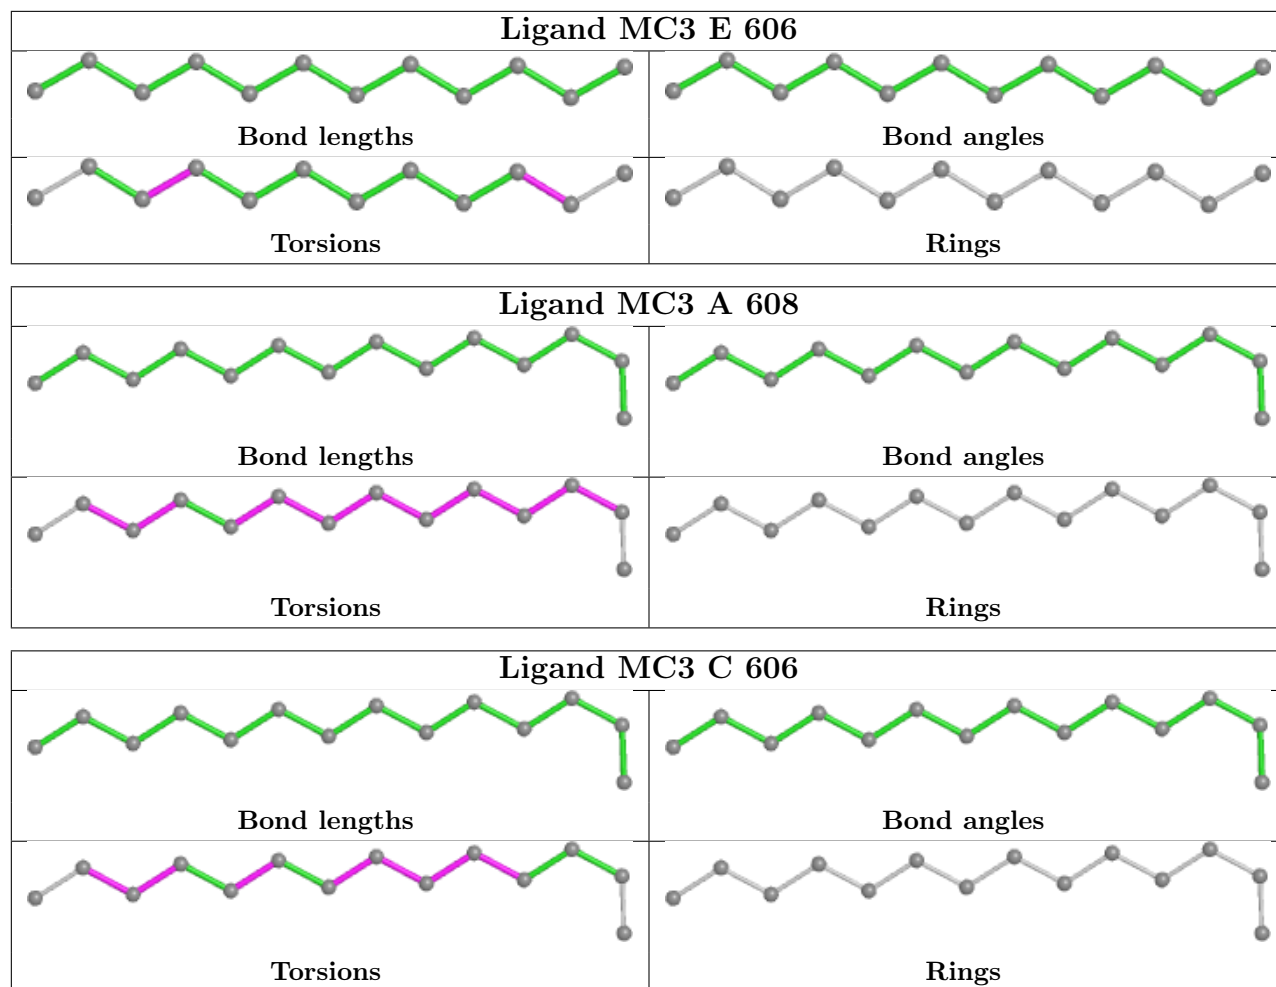 Ligand MC3 E 606
Bond lengths
Bond angles
Torsions
Rings
Ligand MC3 A 608
Bond lengths
Bond angles
Torsions
Rings
Ligand MC3 C 606
Bond lengths
Bond angles
Torsions
Rings